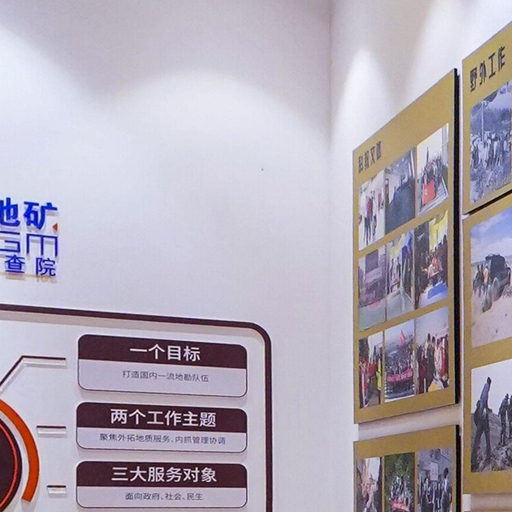 地矿
GM
查院
一个目标
打造国内一流地勘队伍
两个工作主题
聚焦外拓地质服务、内抓管理协调
三大服务对象
面向政府、社会、民生
野外工作